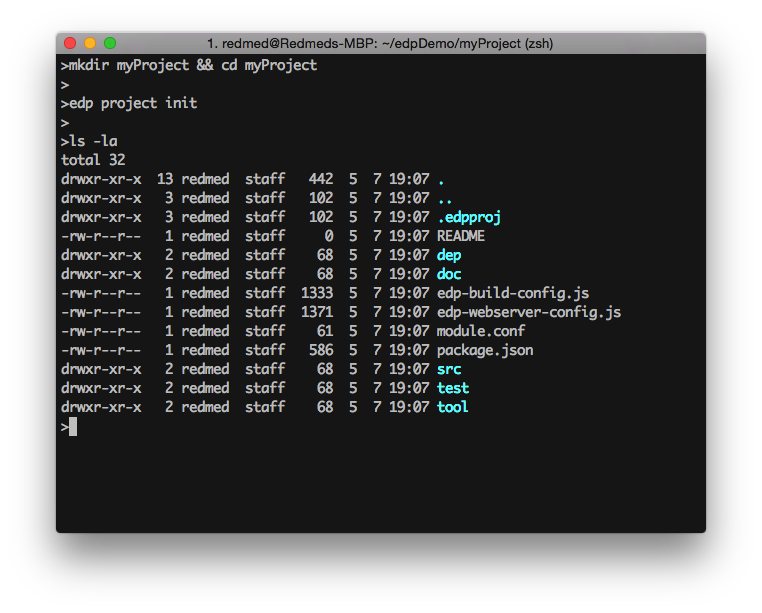 1. redmed@Redmeds-MBP: ~/edpDemo/myProject (zsh)
>mkdir myProject && cd myProject
>
>edp project init
>
>ls -la
total 32
drwxr-xr-x  13 redmed  staff   442  5  7 19:07 .
drwxr-xr-x   3 redmed  staff   102  5  7 19:07 ..
drwxr-xr-x   3 redmed  staff   102  5  7 19:07 .edpproj
-rw-r--r--   1 redmed  staff     0  5  7 19:07 README
drwxr-xr-x   2 redmed  staff    68  5  7 19:07 dep
drwxr-xr-x   2 redmed  staff    68  5  7 19:07 doc
-rw-r--r--   1 redmed  staff  1333  5  7 19:07 edp-build-config.js
-rw-r--r--   1 redmed  staff  1371  5  7 19:07 edp-webserver-config.js
-rw-r--r--   1 redmed  staff    61  5  7 19:07 module.conf
-rw-r--r--   1 redmed  staff   586  5  7 19:07 package.json
drwxr-xr-x   2 redmed  staff    68  5  7 19:07 src
drwxr-xr-x   2 redmed  staff    68  5  7 19:07 test
drwxr-xr-x   2 redmed  staff    68  5  7 19:07 tool
>